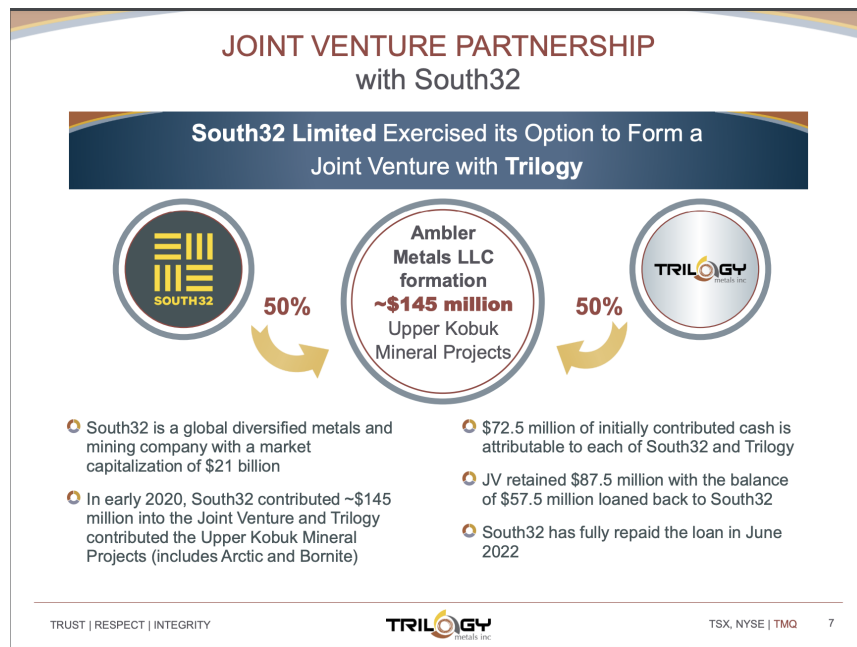 JOINT VENTURE PARTNERSHIP
with South32
South32 Limited Exercised its Option to Form a
Joint Venture with Trilogy
SOUTH32
50%
Ambler
Metals LLC
formation
~$145 million
Upper Kobuk
Mineral Projects
50%
TRILOGY
metals inc
South32 is a global diversified metals and
mining company with a market
capitalization of $21 billion
In early 2020, South32 contributed ~$145
million into the Joint Venture and Trilogy
contributed the Upper Kobuk Mineral
Projects (includes Arctic and Bornite)
$72.5 million of initially contributed cash is
attributable to each of South32 and Trilogy
JV retained $87.5 million with the balance
of $57.5 million loaned back to South32
South32 has fully repaid the loan in June
2022
TRUST | RESPECT | INTEGRITY
TRILOGY
metals inc
TSX, NYSE | TMQ 7